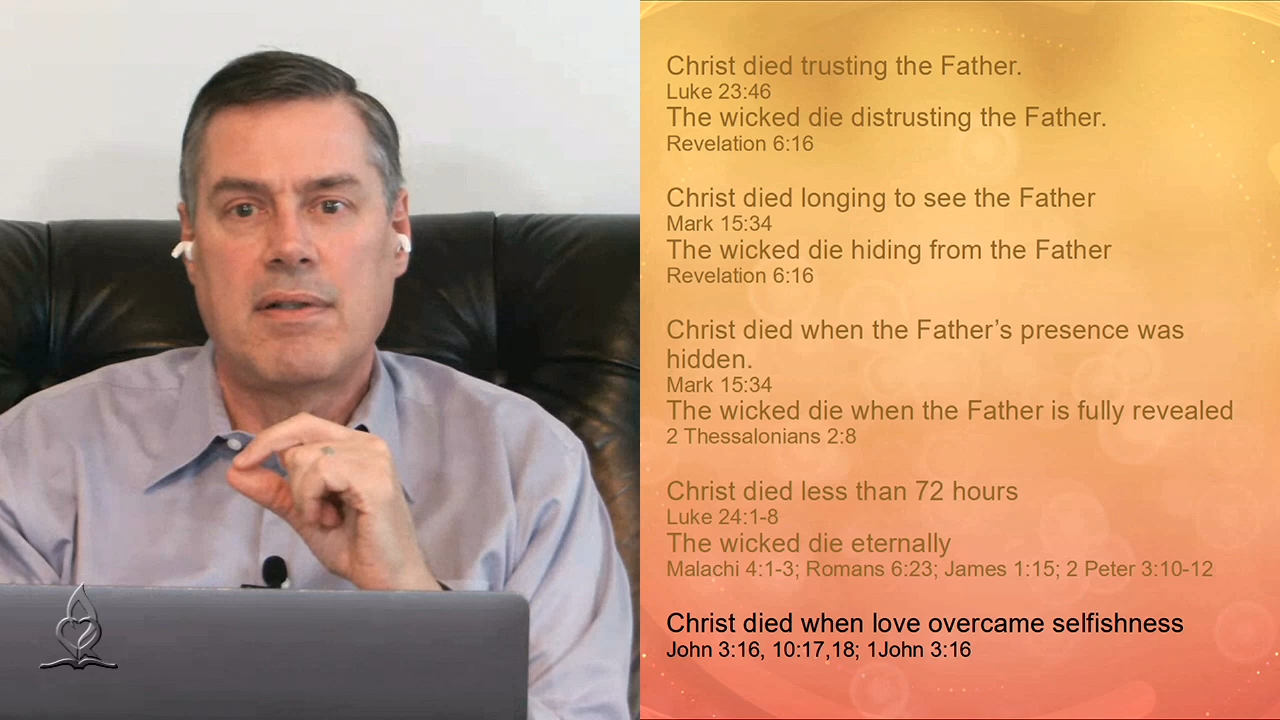 Christ died trusting the Father.
Luke 23:46
The wicked die distrusting the Father.
Revelation 6:16
Christ died longing to see the Father
Mark 15:34
The wicked die hiding from the Father
Revelation 6:16
Christ died when the Father’s presence was
hidden.
Mark 15:34
The wicked die when the Father is fully revealed
2 Thessalonians 2:8
Christ died less than 72 hours
Luke 24:1-8
The wicked die eternally
Malachi 4:1-3; Romans 6:23; James 1:15; 2 Peter 3:10-12
Christ died when love overcame selfishness
John 3:16, 10:17,18; 1John 3:16